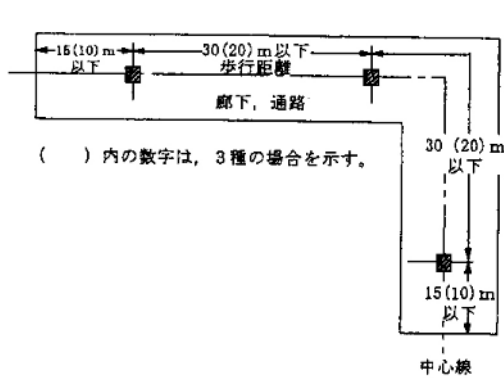 15(10)m
以下
30(20)m以下
歩行距離
廊下，通路
(　　)内の数字は，3種の場合を示す。
30 (20)m
以下
15(10)m
以下
中心線